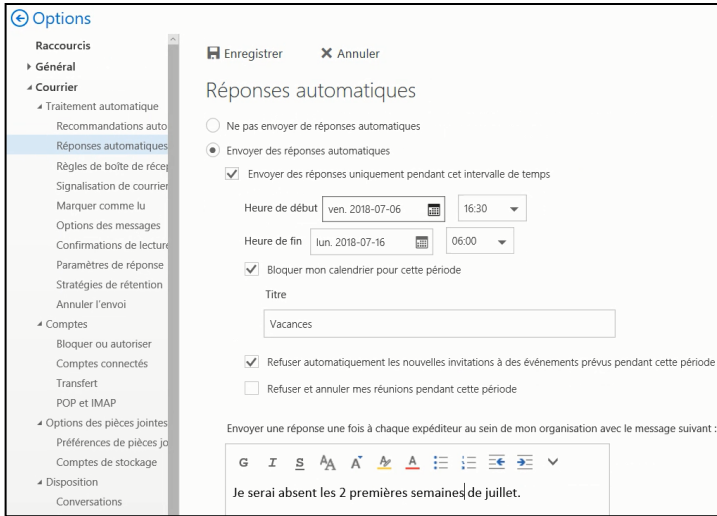 Options
Raccourcis
Général
Courrier
Traitement automatique
Recommandations auto
Réponses automatiques
Règles de boîte de récep
Signalisation de courrier
Marquer comme lu
Options des messages
Confirmations de lecture
Paramètres de réponse
Stratégies de rétention
Annuler l'envoi
Comptes
Bloquer ou autoriser
Comptes connectés
Transfert
POP et IMAP
Options des pièces jointes
Préférences de pièces jo
Comptes de stockage
Disposition
Conversations
Enregistrer Annuler
Réponses automatiques
Ne pas envoyer de réponses automatiques
Envoyer des réponses automatiques
Envoyer des réponses uniquement pendant cet intervalle de temps
Heure de début ven. 2018-07-06 16:30
Heure de fin lun. 2018-07-16 06:00
Bloquer mon calendrier pour cette période
Titre
Vacances
Refuser automatiquement les nouvelles invitations à des événements prévus pendant cette période
Refuser et annuler mes réunions pendant cette période
Envoyer une réponse une fois à chaque expéditeur au sein de mon organisation avec le message suivant :
G I S AA A A A
Je serai absent les 2 premières semaines de juillet.